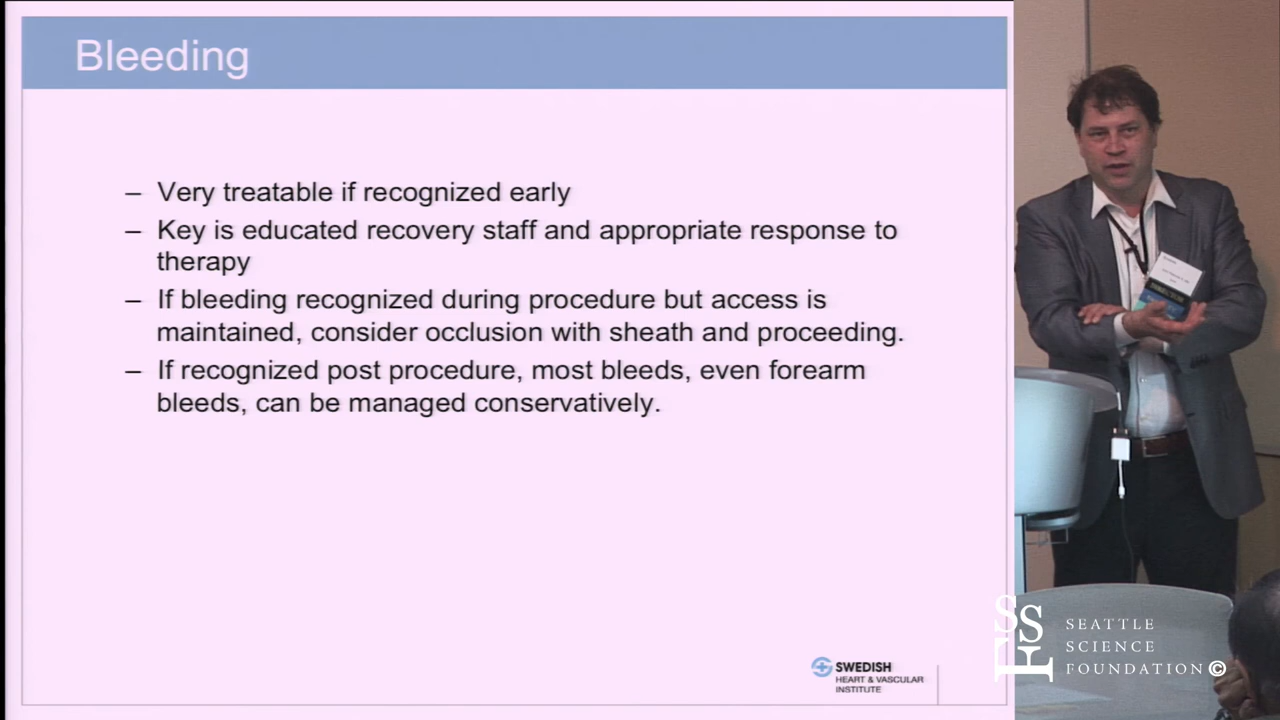 Bleeding
– Very treatable if recognized early
– Key is educated recovery staff and appropriate response to
therapy
– If bleeding recognized during procedure but access is
maintained, consider occlusion with sheath and proceeding.
– If recognized post procedure, most bleeds, even forearm
bleeds, can be managed conservatively.
SWEDISH
HEART & VASCULAR
INSTITUTE
SSF
SEATTLE
SCIENCE
FOUNDATION©